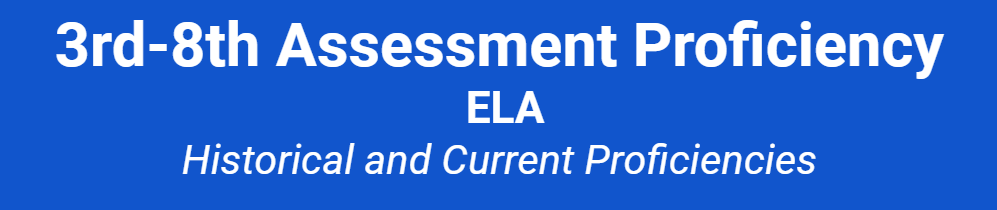 3rd-8th Assessment Proficiency
ELA
Historical and Current Proficiencies